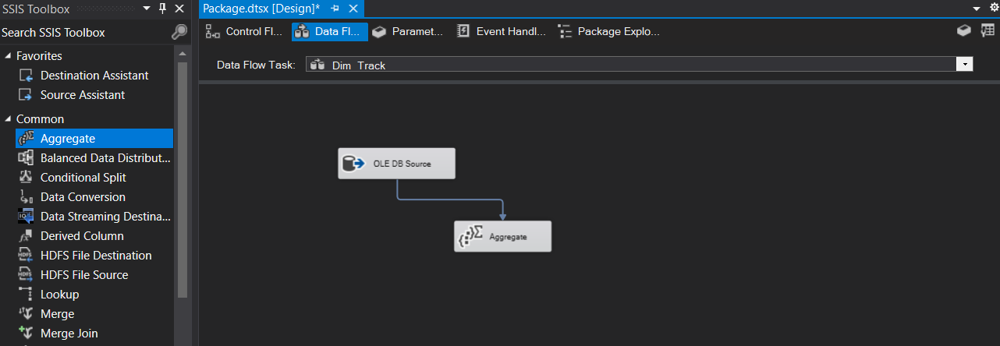 SSIS Toolbox
Package.dtsx [Design]*
Search SSIS Toolbox
Control Fl...
Data Fl...
Paramet...
Event Handl...
Package Explo...
Favorites
Data Flow Task:
Dim Track
Destination Assistant
Source Assistant
Common
Aggregate
Balanced Data Distribut...
Conditional Split
Data Conversion
Data Streaming Destina...
Derived Column
HDFS File Destination
HDFS File Source
Lookup
Merge
Merge Join
OLE DB Source
Aggregate